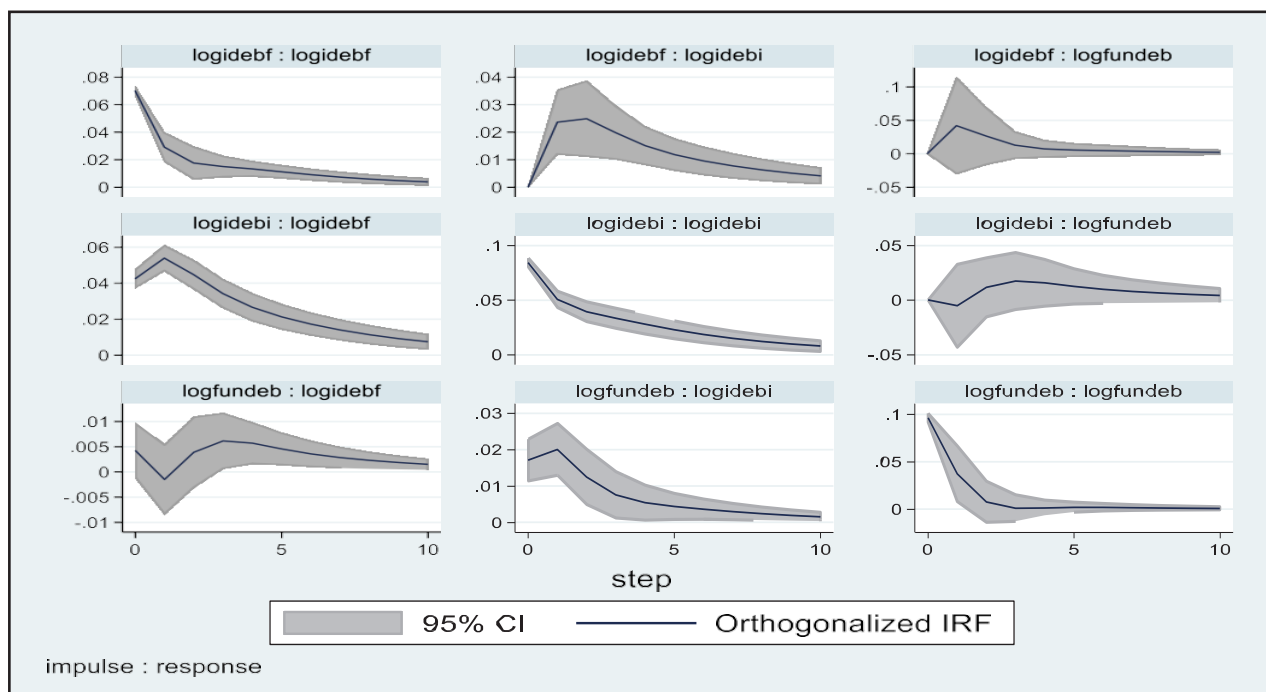 logidebf : logidebf
logidebf : logidebi
logidebf : logfundeb
.08
.06
.04
.02
0
.04
.03
.02
.01
0
.1
.05
0
-.05
logidebi : logidebf
logidebi : logidebi
logidebi : logfundeb
.06
.04
.02
0
.1
.05
0
.05
0
-.05
logfundeb : logidebf
logfundeb : logidebi
logfundeb : logfundeb
.01
.005
0
-.005
-.01
.03
.02
.01
0
.1
.05
0
0 5 10
0 5 10
0 5 10
step
95% CI Orthogonalized IRF
impulse : response